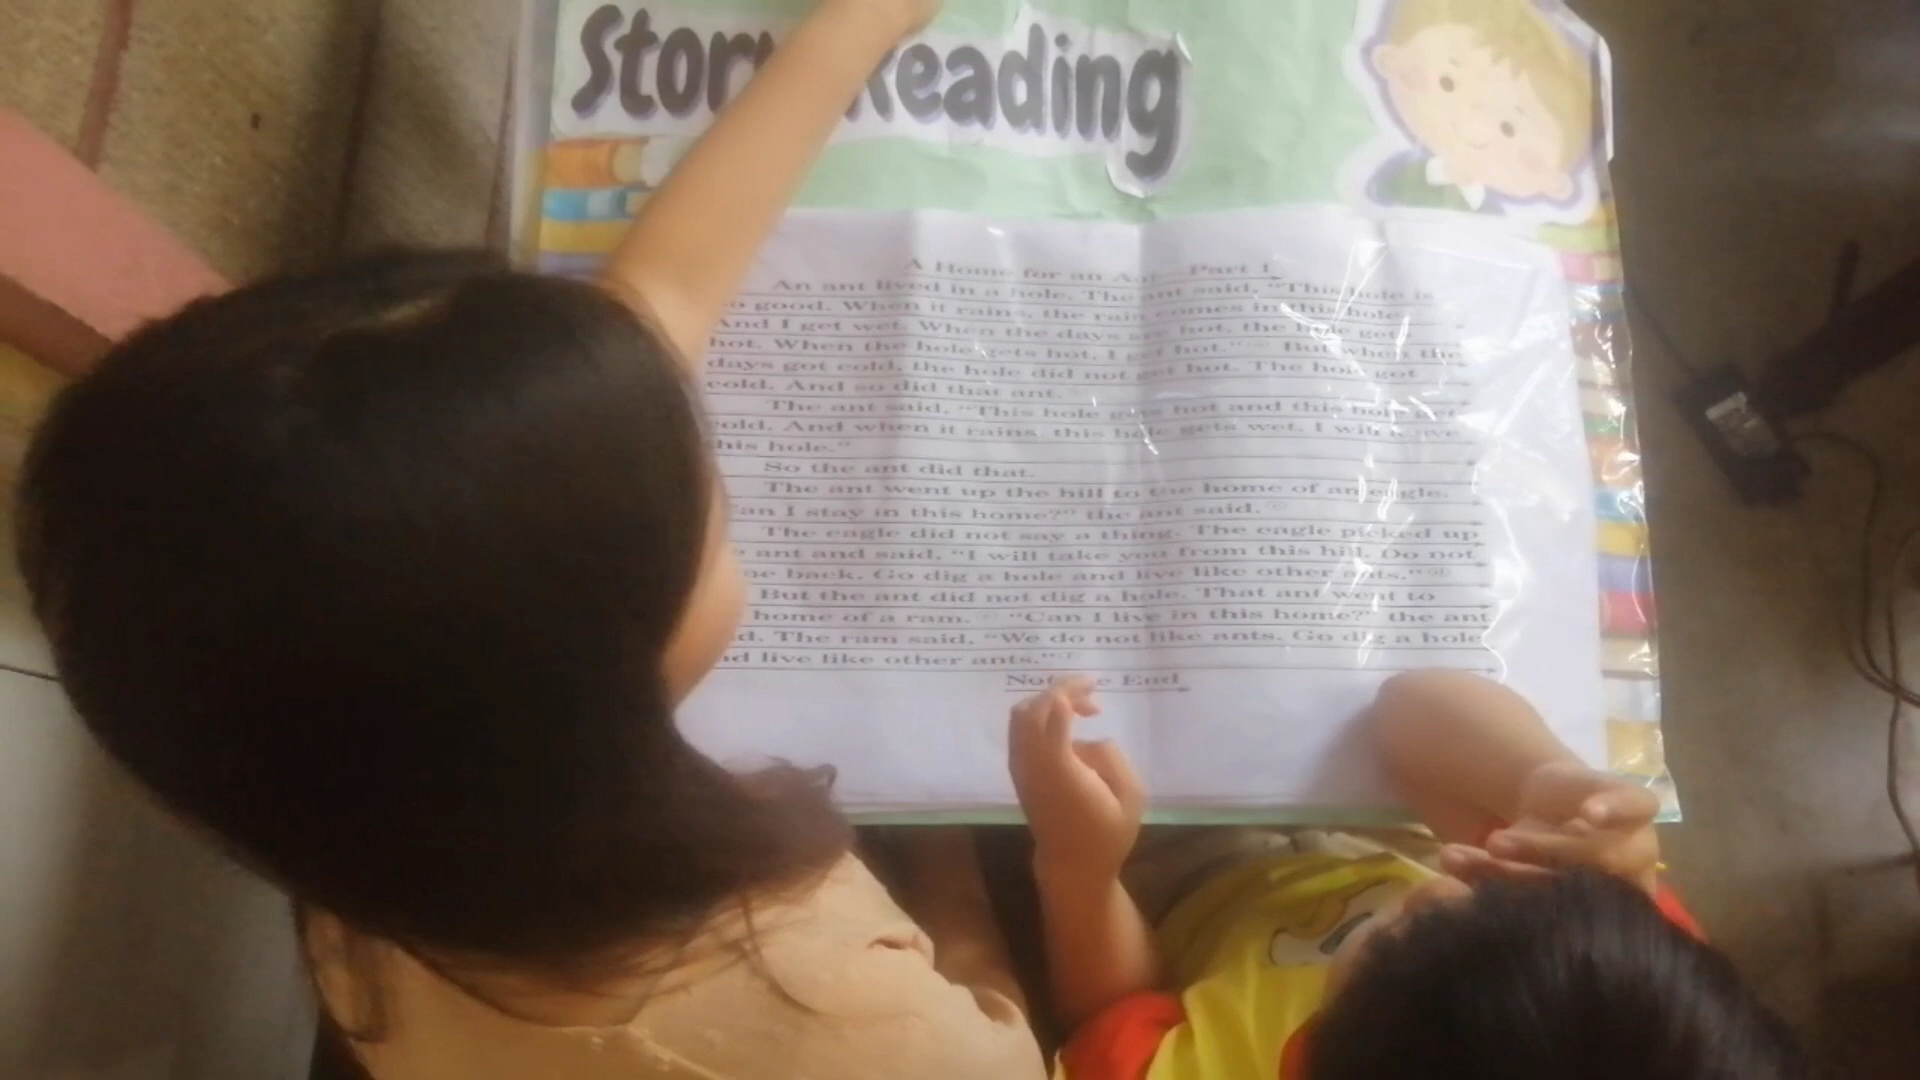 Story Reading
A Home for an Ant Part 1
An ant lived in a hole. The ant said, "This hole is
good. When it rains, the rain comes in this hole.
And I get wet. When the days are hot, the hole gets
hot. When the hole gets hot, I get hot." But when the
days got cold, the hole did not get hot. The hole got
cold. And so did that ant.
The ant said, "This hole gets hot and this hole gets
cold. And when it rains, this hole gets wet. I will leave
this hole."
So the ant did that.
The ant went up the hill to the home of an eagle.
"Can I stay in this home?" the ant said.
The eagle did not say a thing. The eagle picked up
ant and said, "I will take you from this hill. Do not
back. Go dig a hole and live like other ants."
But the ant did not dig a hole. That ant went to
home of a ram. "Can I live in this home?" the ant
The ram said, "We do not like ants. Go dig a hole
and live like other ants."
Not the End